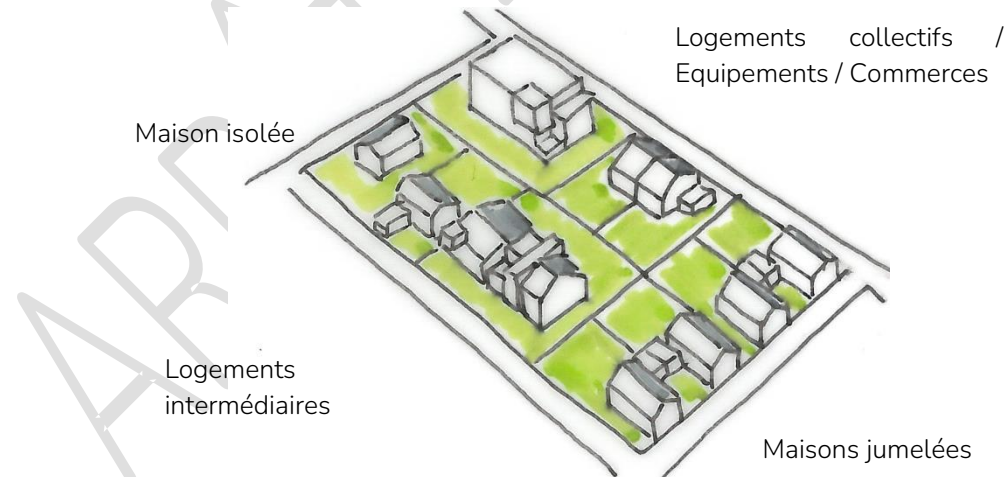 Logements collectifs /
Equipements / Commerces
Maison isolée
Logements
intermédiaires
Maisons jumelées